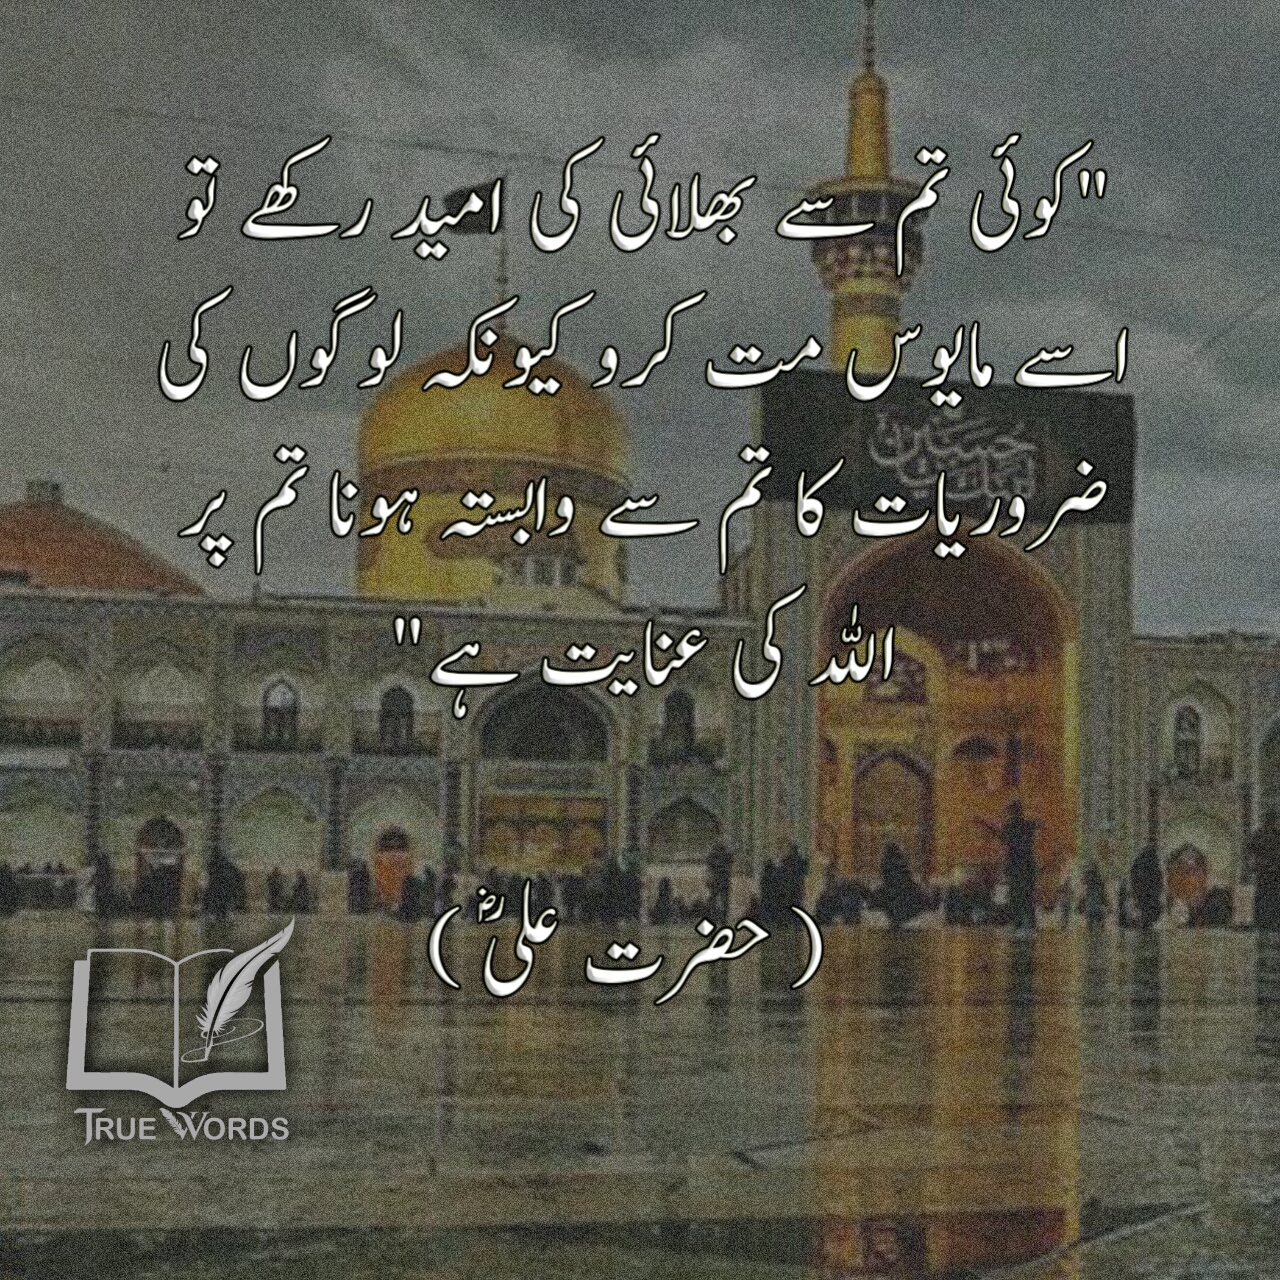 "کوئی تم سے بھلائی کی امید رکھے تو
اسے مایوس مت کرو کیونکہ لوگوں کی
ضروریات کا تم سے وابستہ ہونا تم پر
اللہ کی عنایت ہے"
(حضرت علیؓ)
TRUE WORDS